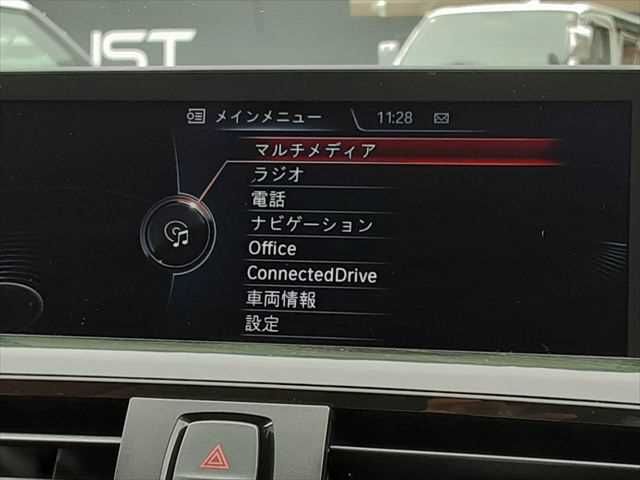 IST
メインメニュー 11:28
マルチメディア
ラジオ
電話
ナビゲーション
Office
ConnectedDrive
車両情報
設定